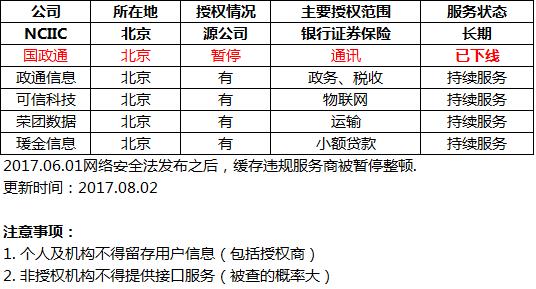 公司 所在地 授权情况 主要授权范围 服务状态
NCIIC 北京 源公司 银行证券保险 长期
国政通 北京 暂停 通讯 已下线
政通信息 北京 有 政务、税收 持续服务
可信科技 北京 有 物联网 持续服务
荣团数据 北京 有 运输 持续服务
瑗金信息 北京 有 小额贷款 持续服务
2017.06.01网络安全法发布之后，缓存违规服务商被暂停整顿.
更新时间：2017.08.02
注意事项：
1. 个人及机构不得留存用户信息（包括授权商）
2. 非授权机构不得提供接口服务（被查的概率大）